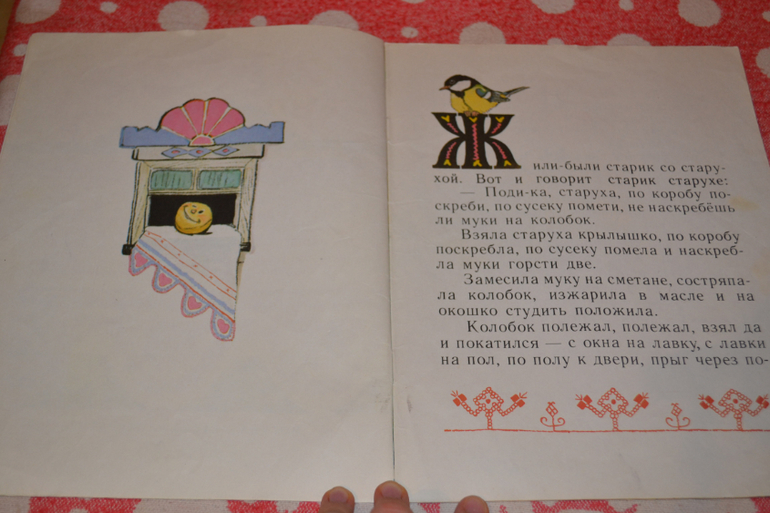 Жили-были старик со стару-
хой. Вот и говорит старик старухе:
— Поди-ка, старуха, по коробу по-
скреби, по сусеку помети, не наскребёшь
ли муки на колобок.
Взяла старуха крылышко, по коробу
поскребла, по сусеку помела и наскреб-
ла муки горсти две.
Замесила муку на сметане, состряпа-
ла колобок, изжарила в масле и на
окошко студить положила.
Колобок полежал, полежал, взял да
и покатился — с окна на лавку, с лавки
на пол, по полу к двери, прыг через по-